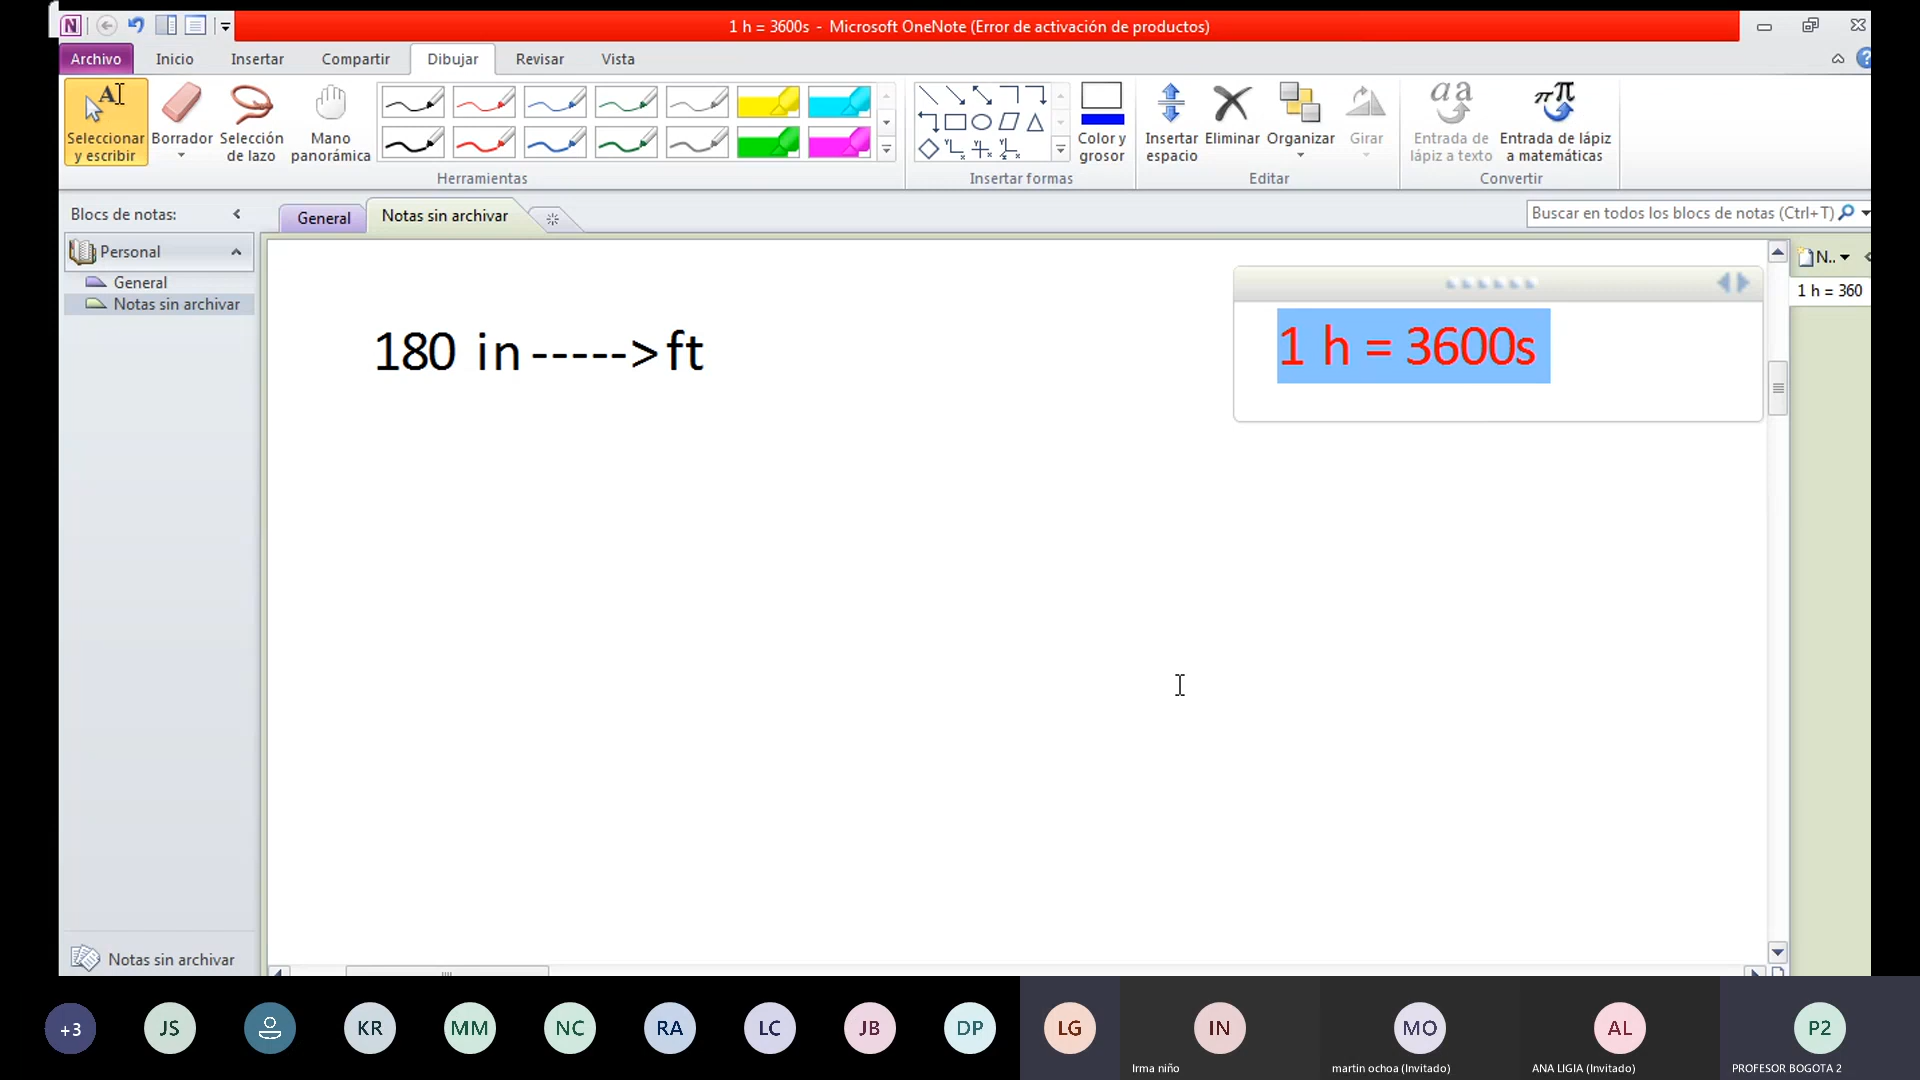 1 h = 3600s - Microsoft OneNote (Error de activación de productos)
Archivo Inicio Insertar Compartir Dibujar Revisar Vista
Seleccionar y escribir
Borrador
Selección de lazo
Mano panorámica
Herramientas
Insertar formas
Color y grosor
Insertar espacio
Eliminar
Organizar
Girar
Editar
Entrada de lápiz a texto
Entrada de lápiz a matemáticas
Convertir
Blocs de notas:
General
Notas sin archivar
Buscar en todos los blocs de notas (Ctrl+T)
Personal
General
Notas sin archivar
N..
1 h = 360
180 in ----->ft
1 h = 3600s
Notas sin archivar
+3 JS KR MM NC RA LC JB DP LG IN MO AL P2
Irma niño
martin ochoa (Invitado)
ANA LIGIA (Invitado)
PROFESOR BOGOTA 2